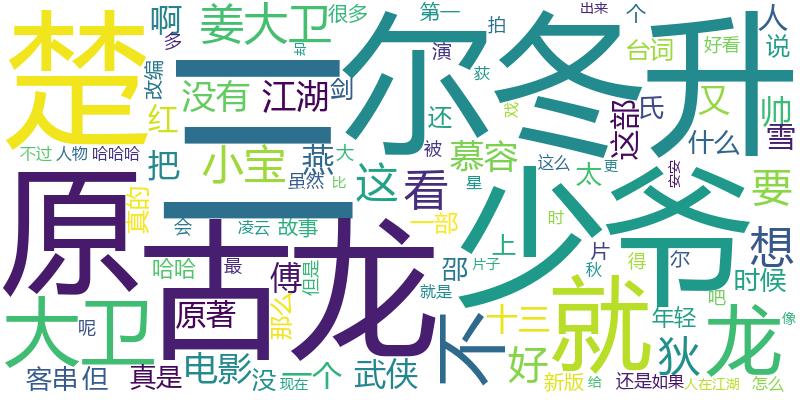 楚 三 尔冬升
少爷
原 古龙
就
大卫
不
龙
姜大卫
没有
江湖
小宝
这
看
慕容
想
要
狄
好
电影
武侠
十三
一个
傅
把
红
燕
剑
又
太
这部
帅
雪
人
说
台词
好看
个
出来
什么
氏
第一
拍
演
荻
戏
还
被
很多
却
啊
多
改编
不过
人物
哈哈哈
真的
虽然
大
比
会
凌云
故事
一部
星
这么
更
安安
时
上
片
秋
尔
得
时候
吧
像
年轻
邵
片子
就是
哈哈
最
原著
那么
但是
呢
客串
但
真是
没
现在
新版
给
还是
如果
人在江湖
怎么